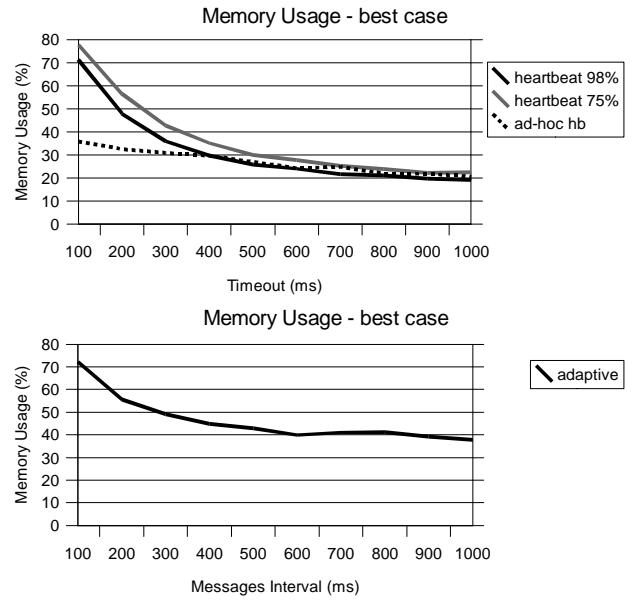 Memory Usage - best case
80
70
60
50
40
30
20
10
0
Memory Usage (%)
100 200 300 400 500 600 700 800 900 1000
Timeout (ms)
heartbeat 98%
heartbeat 75%
ad-hoc hb
Memory Usage - best case
80
70
60
50
40
30
20
10
0
Memory Usage (%)
100 200 300 400 500 600 700 800 900 1000
Messages Interval (ms)
adaptive